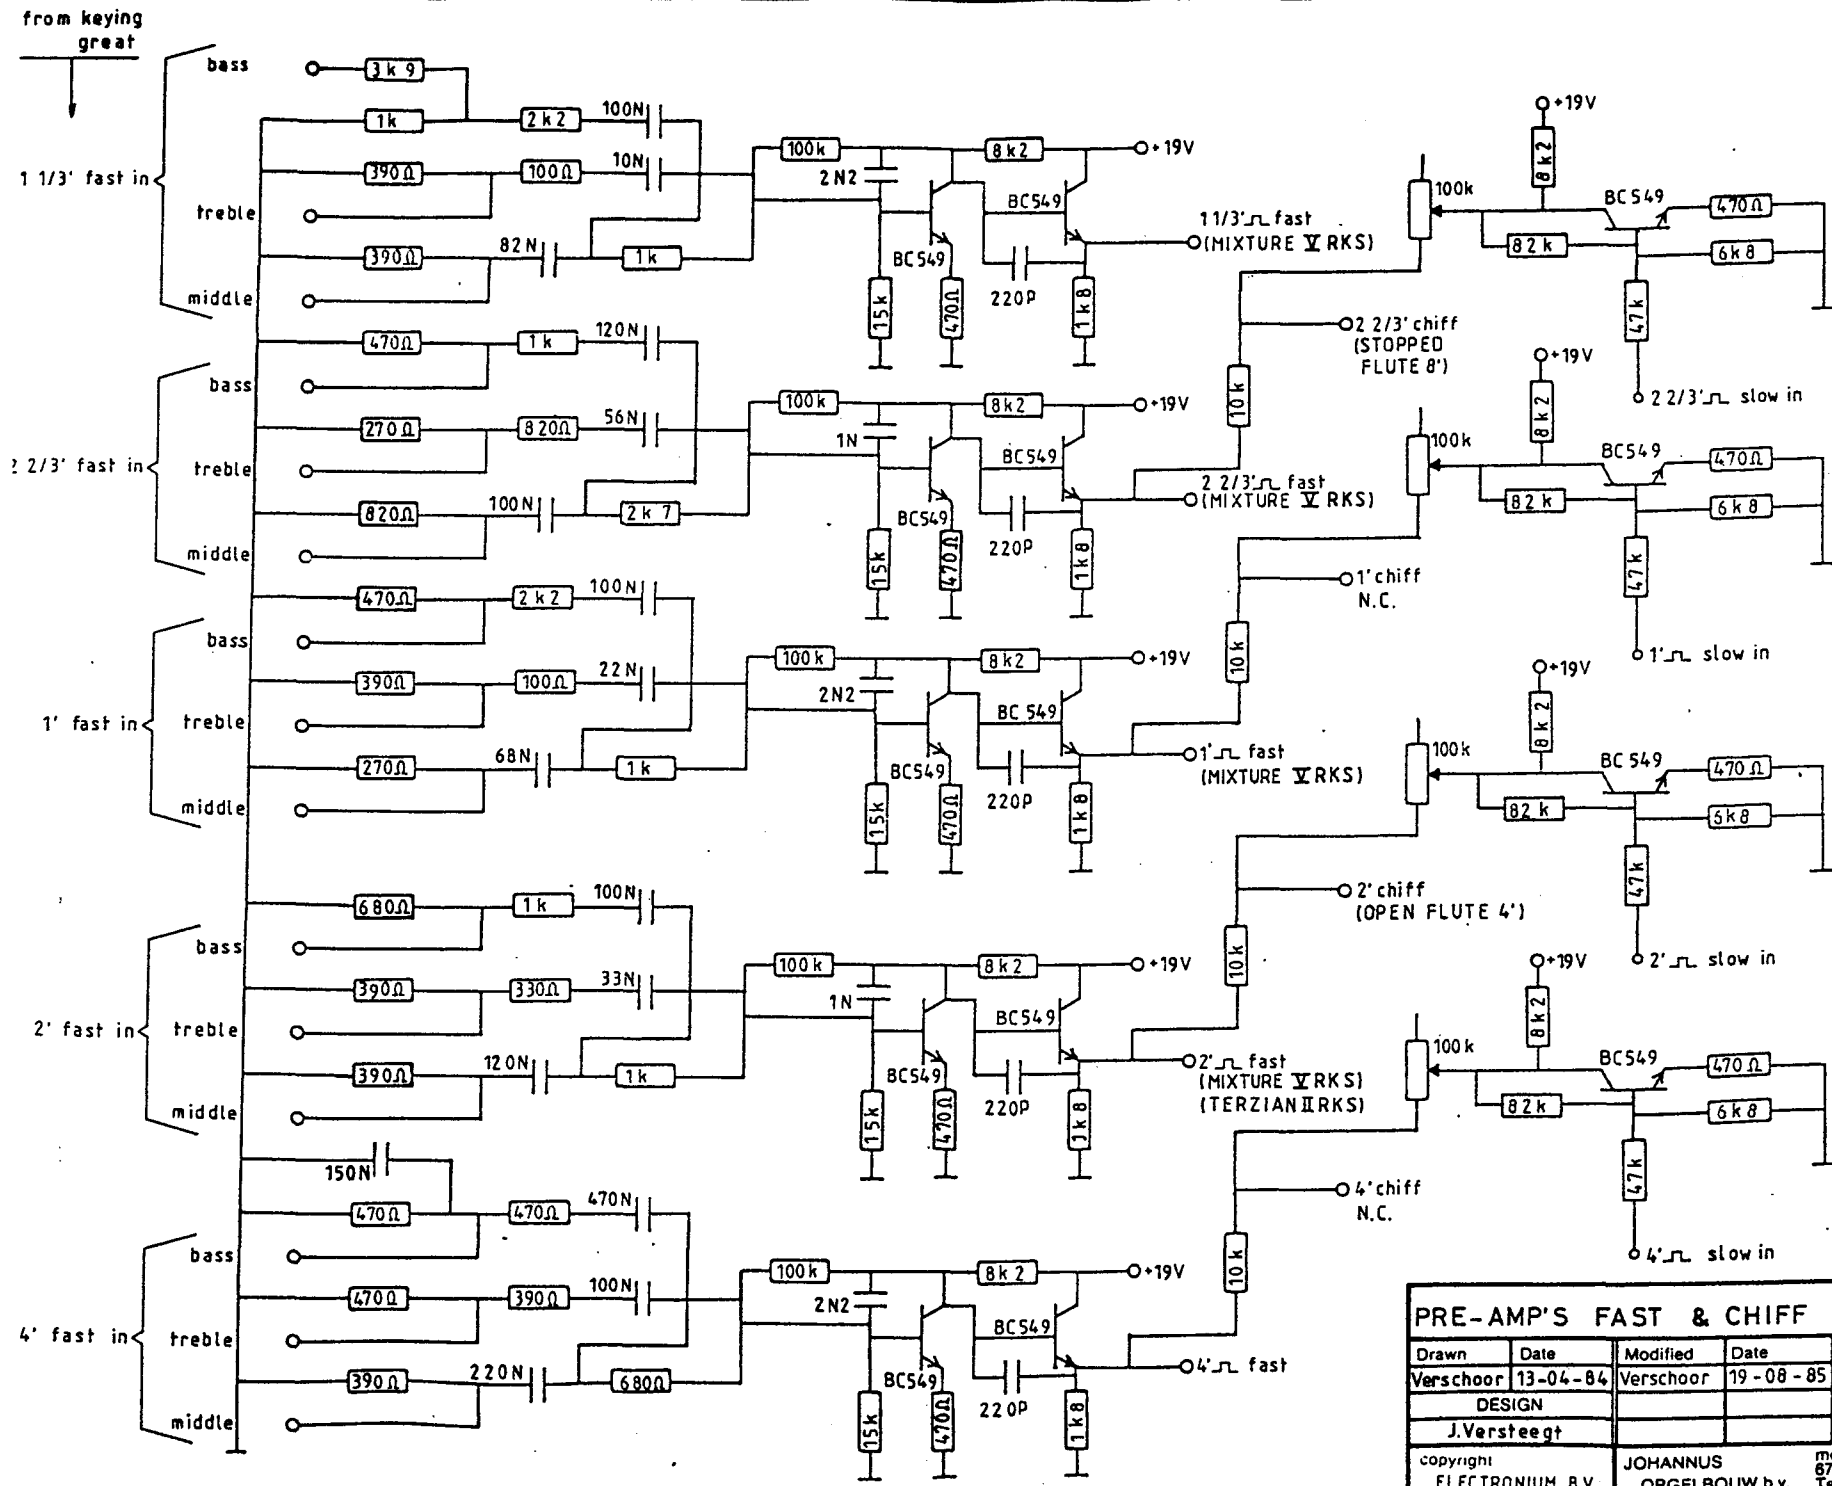 from keying
great
bass
3k9
1k
2k2
100N
1 1/3' fast in
390Ω
100Ω
10N
treble
390Ω
82N
1k
middle
100k
2N2
8k2
+19V
BC549
BC549
15k
470Ω
220P
1k8
1 1/3' fast
(MIXTURE V RKS)
470Ω
1k
120N
bass
2 2/3' fast in
270Ω
820Ω
56N
treble
820Ω
100N
2k7
middle
100k
1N
8k2
+19V
BC549
BC549
15k
470Ω
220P
1k8
2 2/3' fast
(MIXTURE V RKS)
470Ω
2k2
100N
bass
1' fast in
390Ω
100Ω
22N
treble
270Ω
68N
1k
middle
100k
2N2
8k2
+19V
BC549
BC549
15k
470Ω
220P
1k8
1' fast
(MIXTURE V RKS)
680Ω
1k
100N
bass
2' fast in
390Ω
330Ω
33N
treble
390Ω
120N
1k
middle
100k
1N
8k2
+19V
BC549
BC549
15k
470Ω
220P
1k8
2' fast
(MIXTURE V RKS)
(TERZIAN II RKS)
150N
470Ω
470Ω
470N
bass
4' fast in
470Ω
390Ω
100N
treble
390Ω
220N
680Ω
middle
100k
2N2
8k2
+19V
BC549
BC549
15k
470Ω
220P
1k8
4' fast
+19V
8k2
100k
BC549
470Ω
82k
6k8
47k
2 2/3' chiff
(STOPPED
FLUTE 8')
10k
2 2/3' slow in
+19V
8k2
100k
BC549
470Ω
82k
6k8
47k
1' chiff
N.C.
10k
1' slow in
+19V
8k2
100k
BC549
470Ω
82k
6k8
47k
2' chiff
(OPEN FLUTE 4')
10k
2' slow in
+19V
8k2
100k
BC549
470Ω
82k
6k8
47k
4' chiff
N.C.
10k
4' slow in
PRE-AMP'S FAST & CHIFF
Drawn Date Modified Date
Verschoor 13-04-84 Verschoor 19-08-85
DESIGN
J.Versteegt
copyright
ELECTRONIUM B.V.
JOHANNUS
ORGELBOUW b.v.